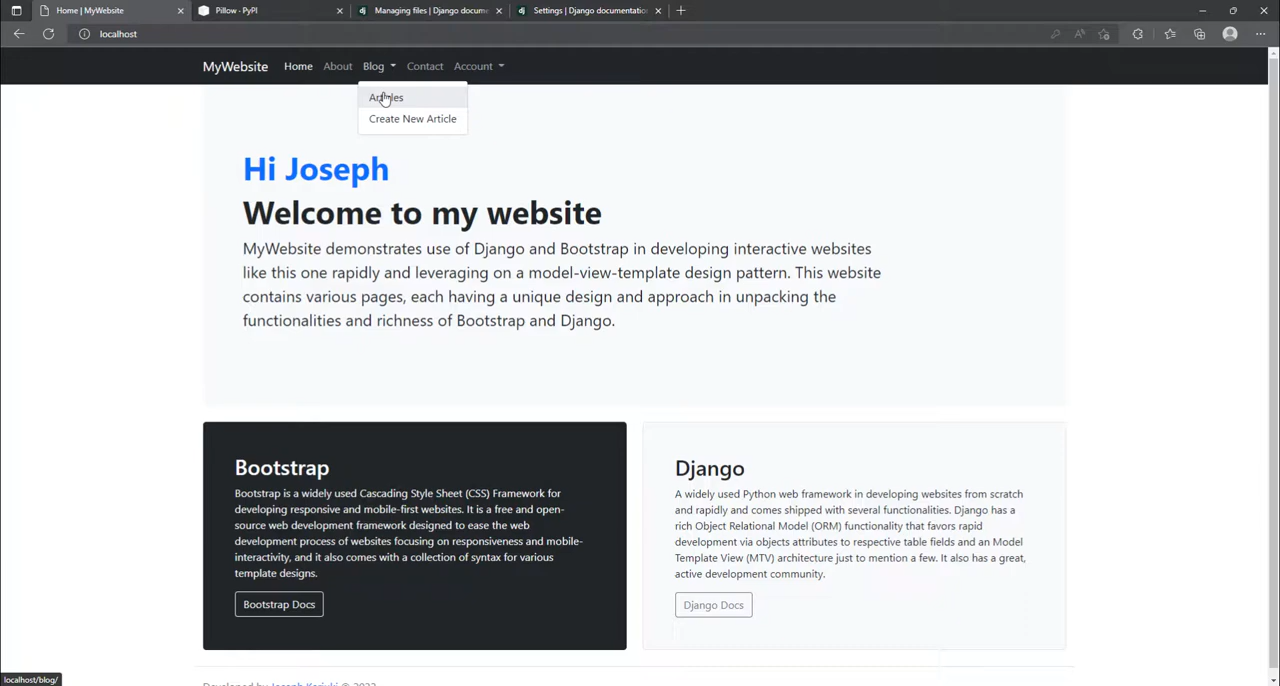 Home | MyWebsite
Pillow · PyPI
Managing files | Django docume
Settings | Django documentatio
localhost
MyWebsite
Home
About
Blog
Contact
Account
Articles
Create New Article
Hi Joseph
Welcome to my website
MyWebsite demonstrates use of Django and Bootstrap in developing interactive websites
like this one rapidly and leveraging on a model-view-template design pattern. This website
contains various pages, each having a unique design and approach in unpacking the
functionalities and richness of Bootstrap and Django.
Bootstrap
Bootstrap is a widely used Cascading Style Sheet (CSS) Framework for
developing responsive and mobile-first websites. It is a free and open-
source web development framework designed to ease the web
development process of websites focusing on responsiveness and mobile-
interactivity, and it also comes with a collection of syntax for various
template designs.
Bootstrap Docs
Django
A widely used Python web framework in developing websites from scratch
and rapidly and comes shipped with several functionalities. Django has a
rich Object Relational Model (ORM) functionality that favors rapid
development via objects attributes to respective table fields and an Model
Template View (MTV) architecture just to mention a few. It also has a great,
active development community.
Django Docs
Developed by Joseph Kariuki © 2022
localhost/blog/